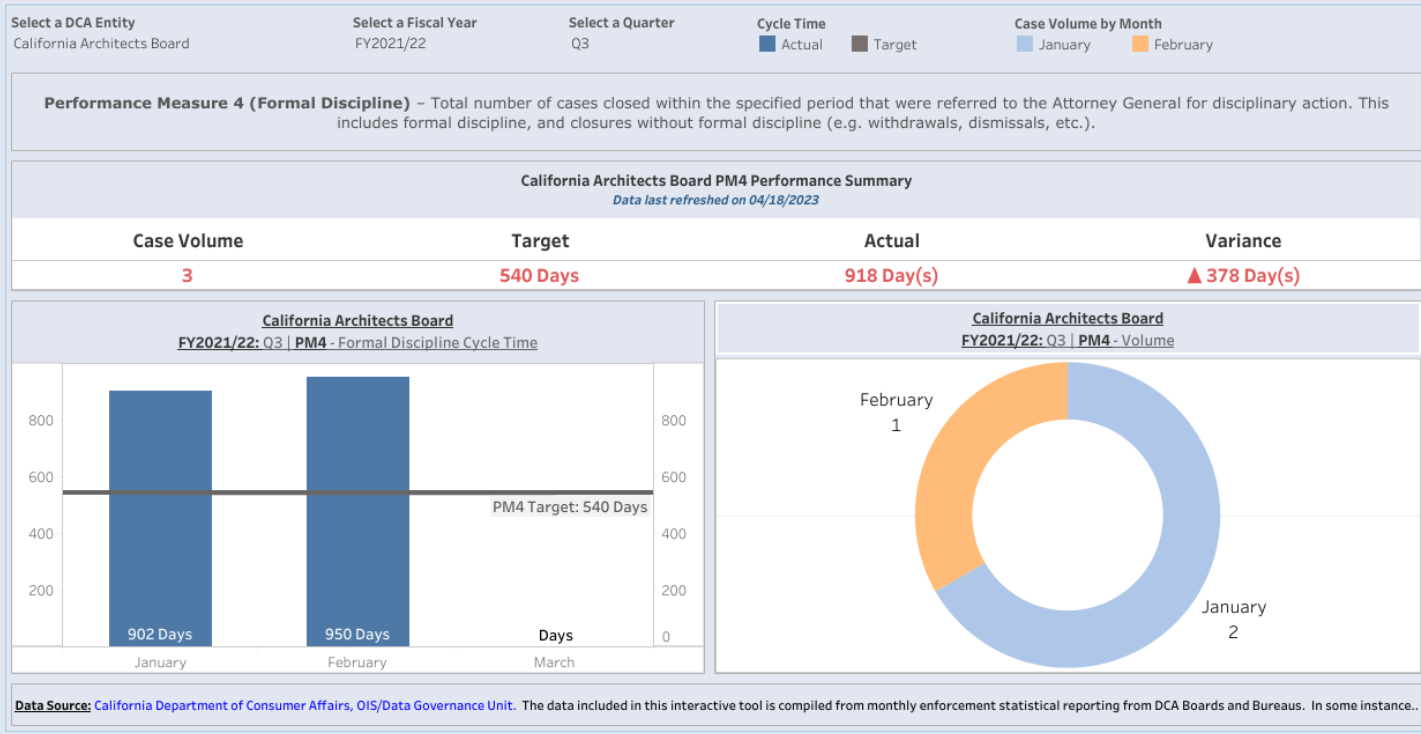 Select a DCA Entity
California Architects Board
Select a Fiscal Year
FY2021/22
Select a Quarter
Q3
Cycle Time
Actual
Target
Case Volume by Month
January
February
Performance Measure 4 (Formal Discipline) – Total number of cases closed within the specified period that were referred to the Attorney General for disciplinary action. This
includes formal discipline, and closures without formal discipline (e.g. withdrawals, dismissals, etc.).
California Architects Board PM4 Performance Summary
Data last refreshed on 04/18/2023
Case Volume Target Actual Variance
3 540 Days 918 Day(s) ▲ 378 Day(s)
California Architects Board
FY2021/22: Q3 | PM4 - Formal Discipline Cycle Time
800
600
400
200
800
600
400
200
0
PM4 Target: 540 Days
902 Days
950 Days
Days
January
February
March
California Architects Board
FY2021/22: Q3 | PM4 - Volume
February
1
January
2
Data Source: California Department of Consumer Affairs, OIS/Data Governance Unit. The data included in this interactive tool is compiled from monthly enforcement statistical reporting from DCA Boards and Bureaus. In some instance..